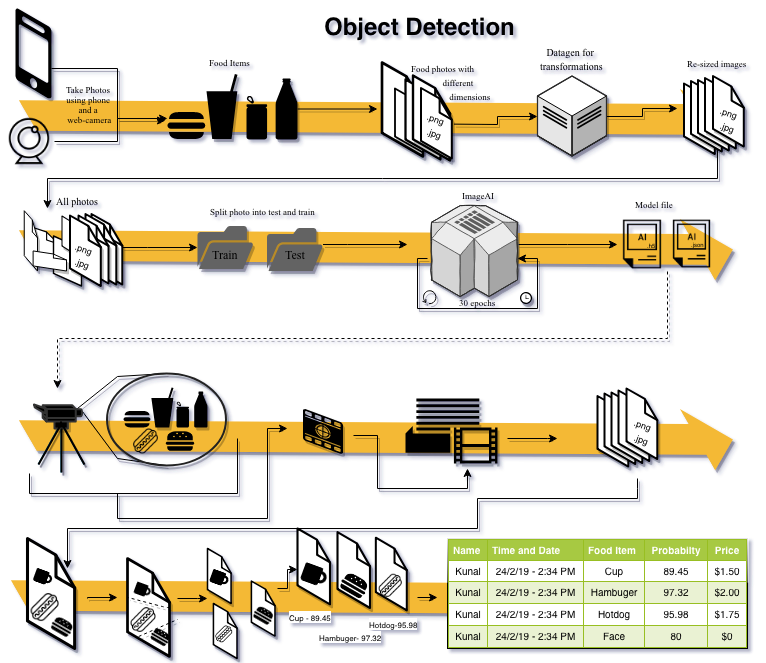 Object Detection
Take Photos
using phone
and a
web-camera
Food Items
Food photos with
different
dimensions
Datagen for
transformations
Re-sized images
.png
.jpg
.png
.jpg
All photos
.png
.jpg
Split photo into test and train
Train
Test
ImageAI
30 epochs
Model file
AI
.h5
AI
.json
.png
.jpg
Cup - 89.45
Hambuger- 97.32
Hotdog-95.98
Name Time and Date Food Item Probabilty Price
Kunal 24/2/19 - 2:34 PM Cup 89.45 $1.50
Kunal 24/2/19 - 2:34 PM Hambuger 97.32 $2.00
Kunal 24/2/19 - 2:34 PM Hotdog 95.98 $1.75
Kunal 24/2/19 - 2:34 PM Face 80 $0